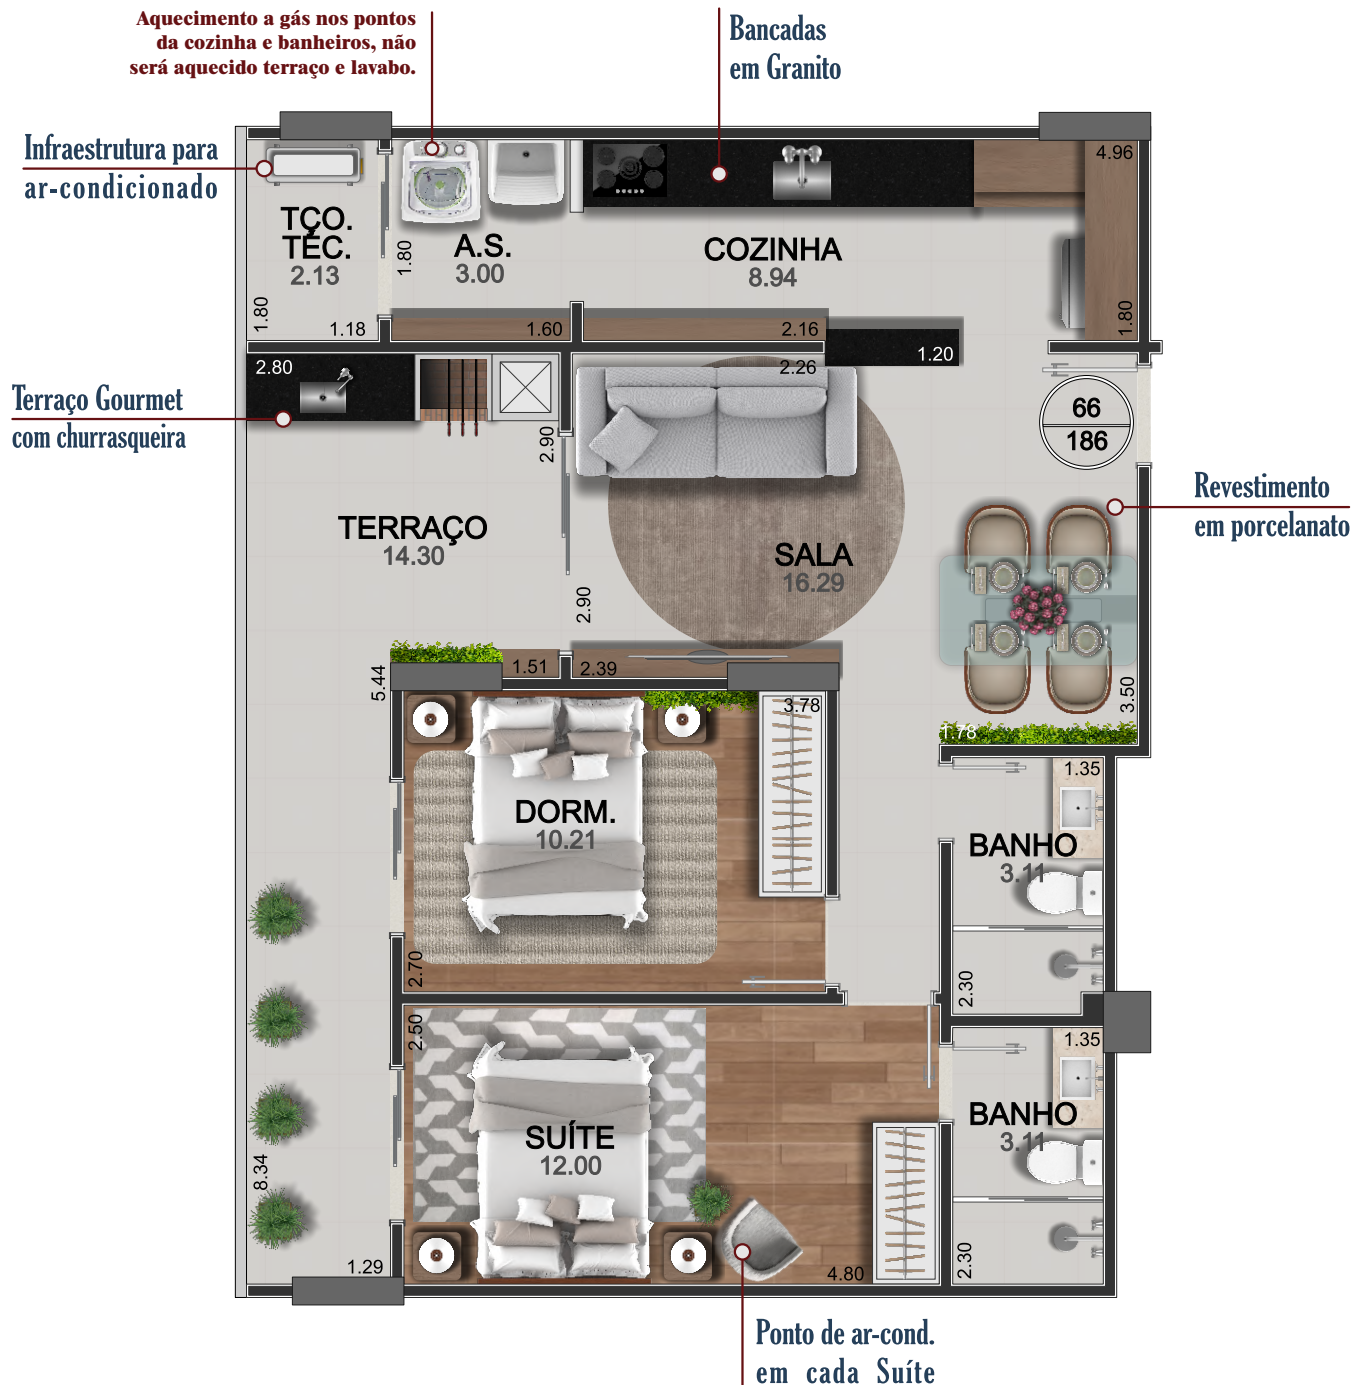 Aquecimento a gás nos pontos
da cozinha e banheiros, não
será aquecido terraço e lavabo.
Bancadas
em Granito
Infraestrutura para
ar-condicionado
4.96
TÇO.
TEC.
2.13
1.80
1.18
A.S.
3.00
1.80
1.60
COZINHA
8.94
2.16
1.20
1.80
2.80
2.26
Terraço Gourmet
com churrasqueira
66
186
2.90
Revestimento
em porcelanato
TERRAÇO
14.30
SALA
16.29
2.90
1.51
2.39
5.44
3.50
1.78
3.78
1.35
DORM.
10.21
BANHO
3.11
2.70
2.30
2.50
1.35
BANHO
3.11
SUÍTE
12.00
8.34
1.29
4.80
2.30
Ponto de ar-cond.
em cada Suíte